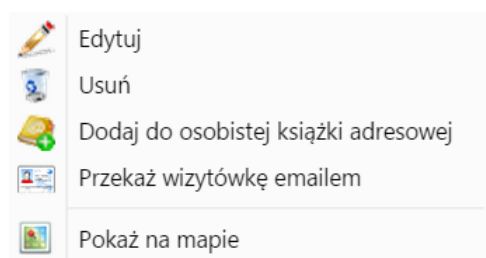 Edytuj
Usuń
Dodaj do osobistej książki adresowej
Przekaż wizytówkę emailem
Pokaż na mapie